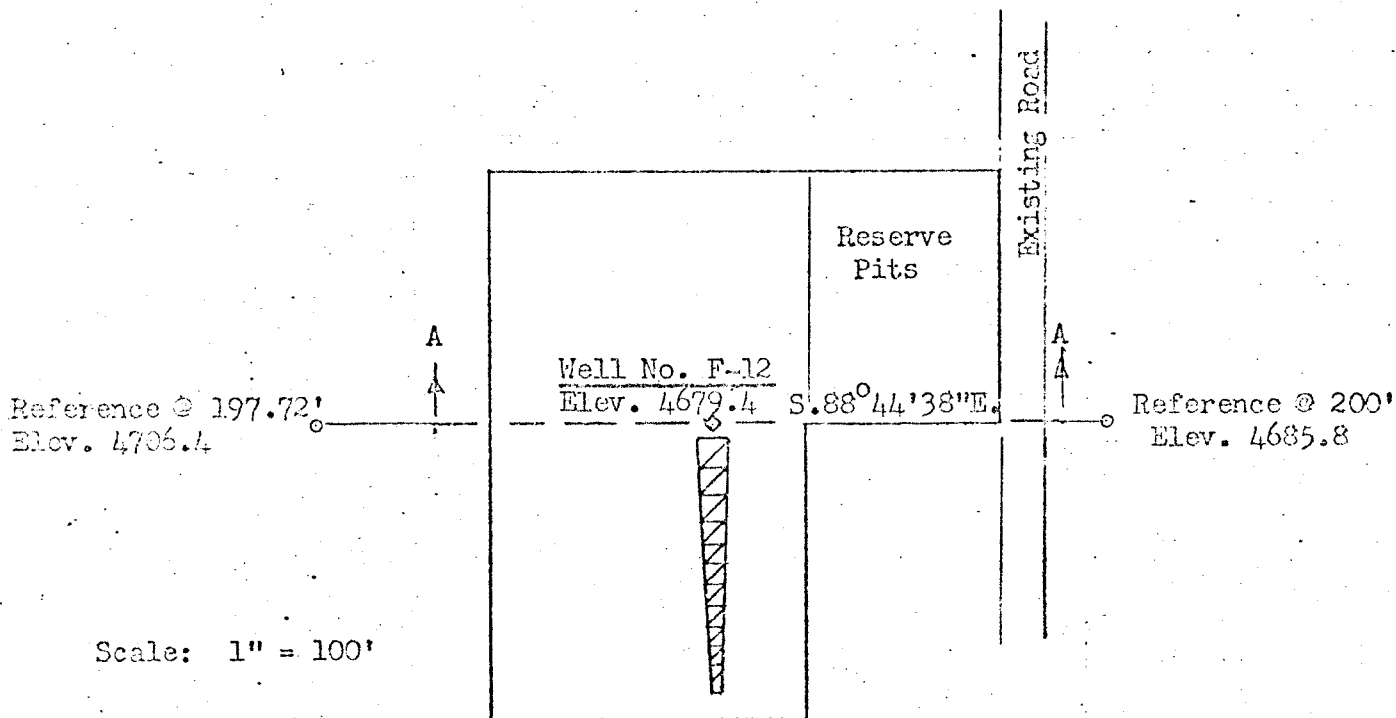 Existing Road
Reserve
Pits
A
A
Well No. F-12
Elev. 4679.4
S.88°44'38"E.
Reference @ 197.72'
Elev. 4706.4
Reference @ 200'
Elev. 4685.8
Scale: 1" = 100'